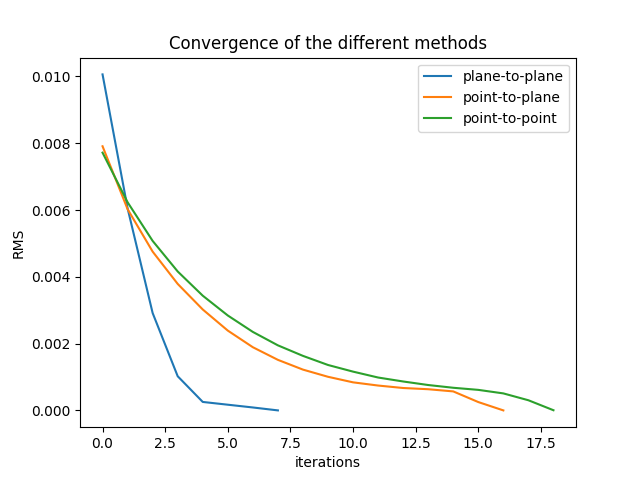 Convergence of the different methods
plane-to-plane
point-to-plane
point-to-point
0.010
0.008
0.006
0.004
0.002
0.000
RMS
0.0 2.5 5.0 7.5 10.0 12.5 15.0 17.5
iterations